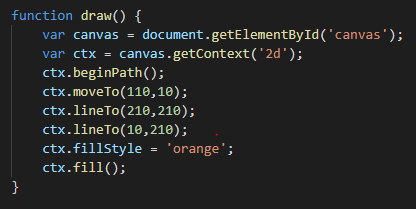 function draw() {
    var canvas = document.getElementById('canvas');
    var ctx = canvas.getContext('2d');
    ctx.beginPath();
    ctx.moveTo(110,10);
    ctx.lineTo(210,210);
    ctx.lineTo(10,210);
    ctx.fillStyle = 'orange';
    ctx.fill();
}